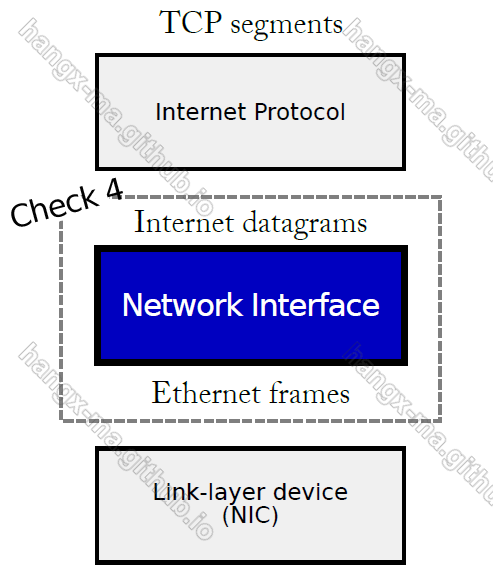 TCP segments
Internet Protocol
Check 4
Internet datagrams
Network Interface
Ethernet frames
Link-layer device
(NIC)
hangx-ma.github.io
hangx-ma.github.io
hangx-ma.github.io
hangx-ma.github.io